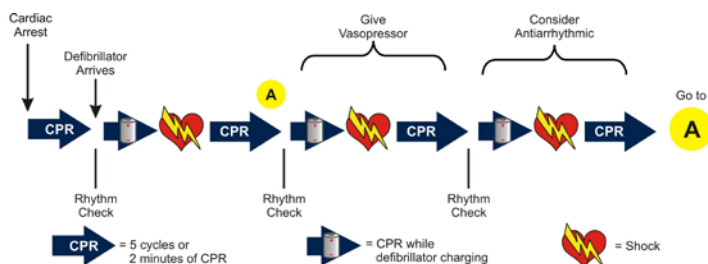 Cardiac
Arrest
Defibrillator
Arrives
Give
Vasopressor
Consider
Antiarrhythmic
A
Go to
A
CPR
CPR
CPR
CPR
Rhythm
Check
Rhythm
Check
Rhythm
Check
CPR
= 5 cycles or
2 minutes of CPR
= CPR while
defibrillator charging
= Shock